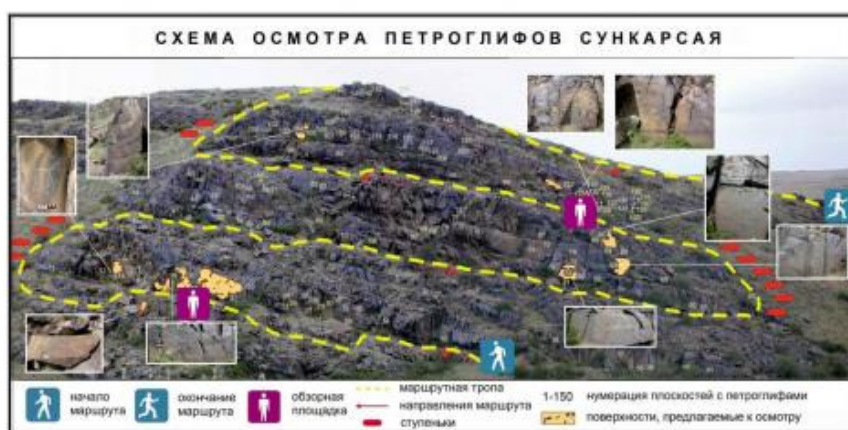 СХЕМА ОСМОТРА ПЕТРОГЛИФОВ СУНКАРСАЯ
начало
маршрута
окончание
маршрута
обзорная
площадка
маршрутная тропа
направления маршрута
ступеньки
1-150 нумерация плоскостей с петроглифами
поверхности, предлагаемые к осмотру